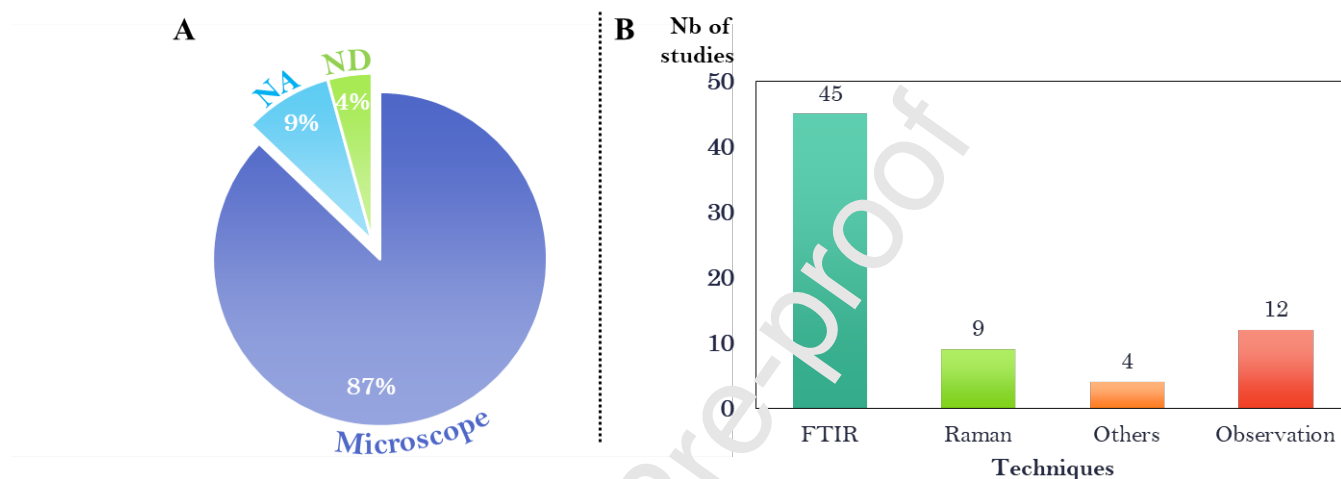 A
ND
NA
4%
9%
87%
Microscope
B
Nb of
studies
50
40
30
20
10
0
45
9
4
12
FTIR
Raman
Others
Observation
Techniques
re-proof